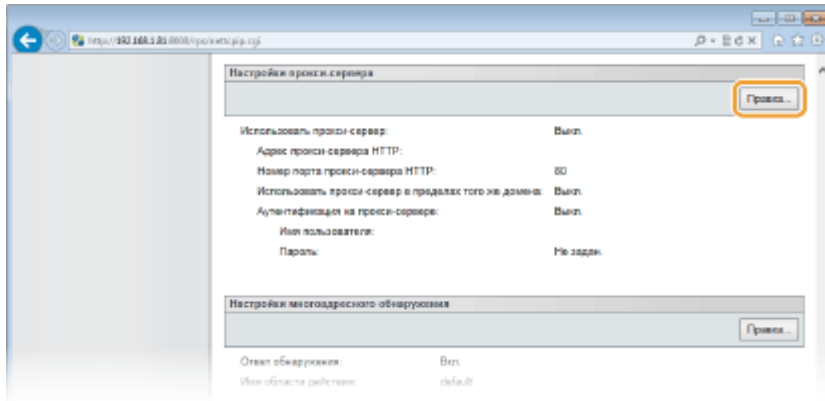 http://192.168.1.81:8000/rps/nettcpip.cgi
Настройки прокси-сервера
Правка...
Использовать прокси-сервер: Выкл.
Адрес прокси-сервера HTTP:
Номер порта прокси-сервера HTTP: 80
Использовать прокси-сервер в пределах того же домена: Выкл.
Аутентификация на прокси-сервере: Выкл.
Имя пользователя:
Пароль: Не задан.
Настройки многоадресного обнаружения
Правка...
Ответ обнаружения: Вкл.
Имя области действия: default